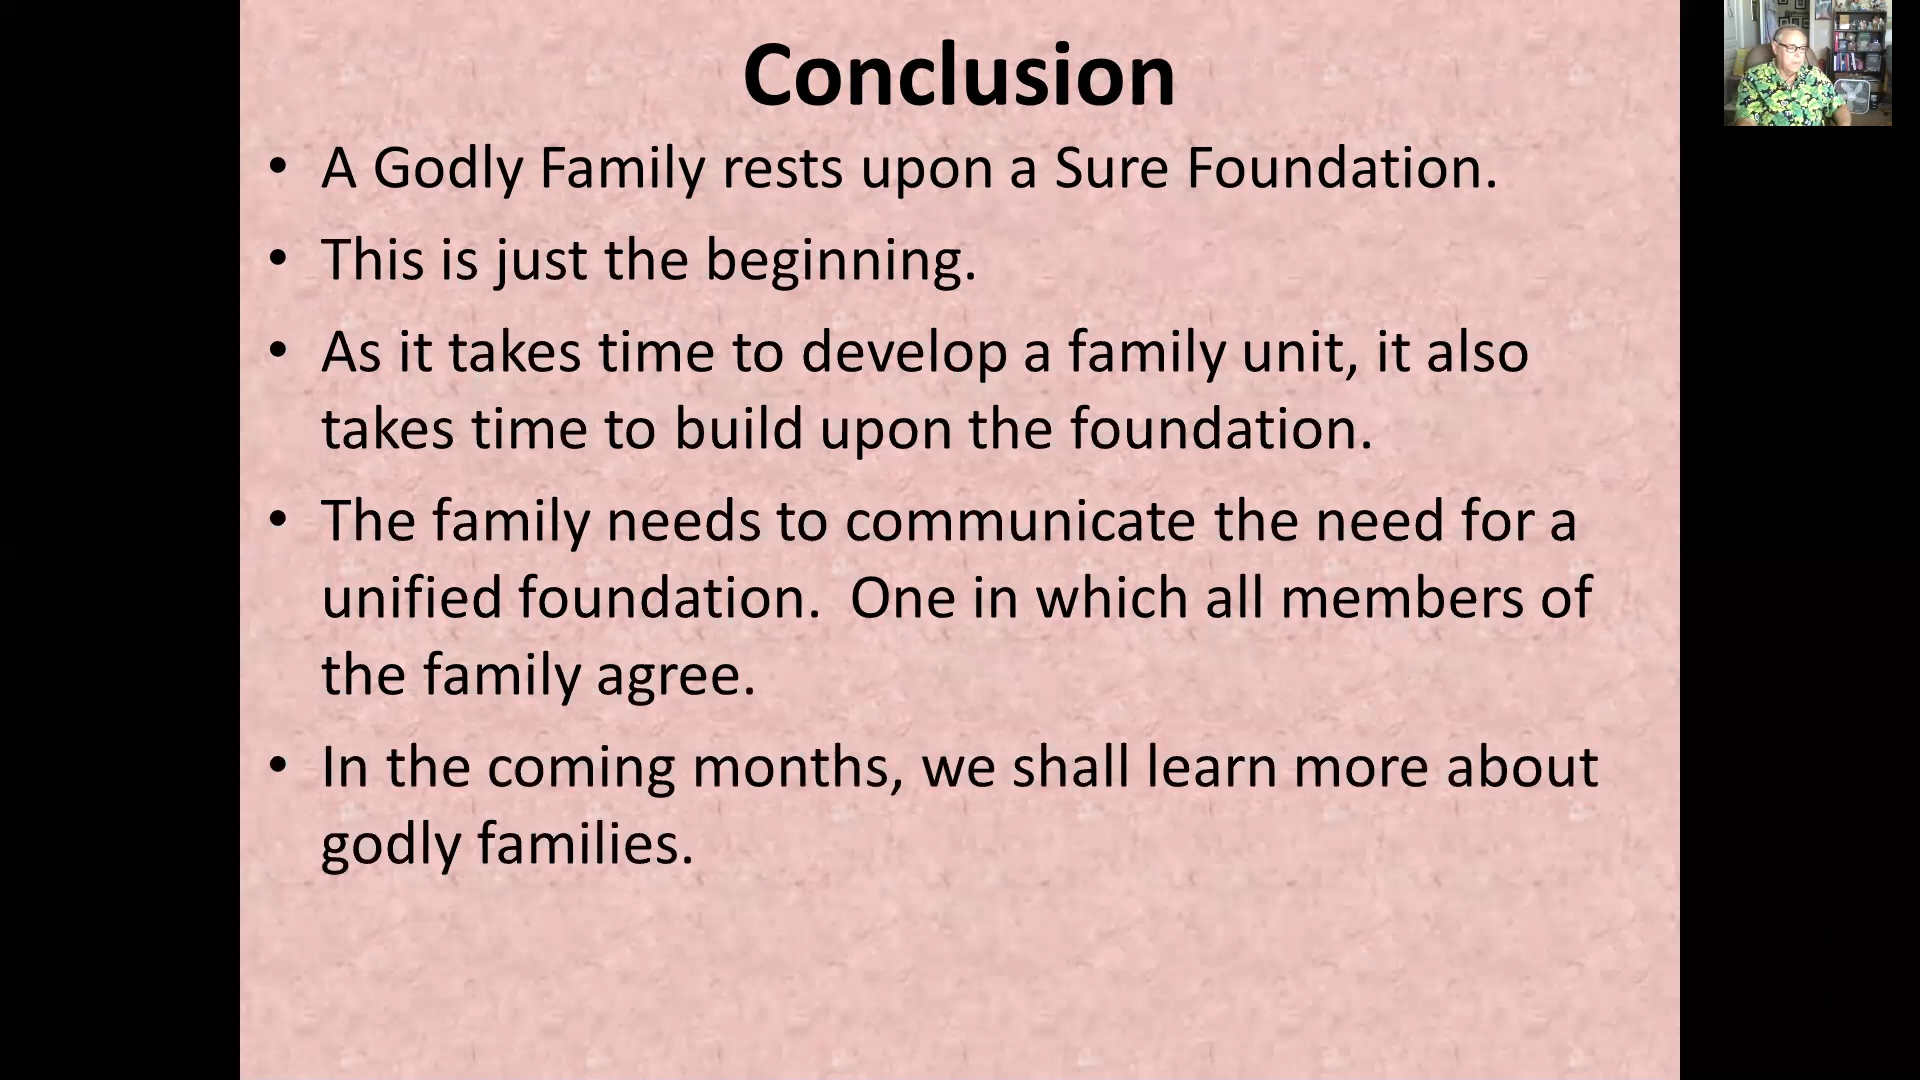 Conclusion
• A Godly Family rests upon a Sure Foundation.
• This is just the beginning.
• As it takes time to develop a family unit, it also
takes time to build upon the foundation.
• The family needs to communicate the need for a
unified foundation.  One in which all members of
the family agree.
• In the coming months, we shall learn more about
godly families.